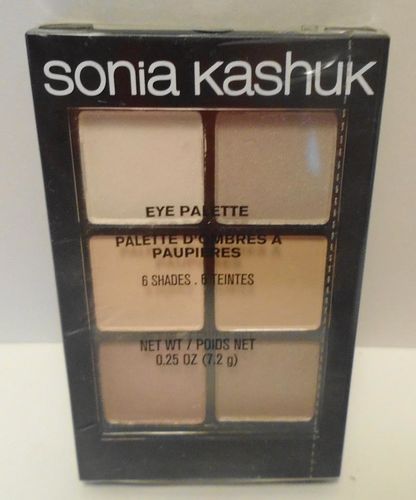 sonia kashuk
EYE PALETTE
PALETTE D'OMBRES À
PAUPIÈRES
6 SHADES . 6 TEINTES
NET WT / POIDS NET
0.25 OZ (7.2 g)